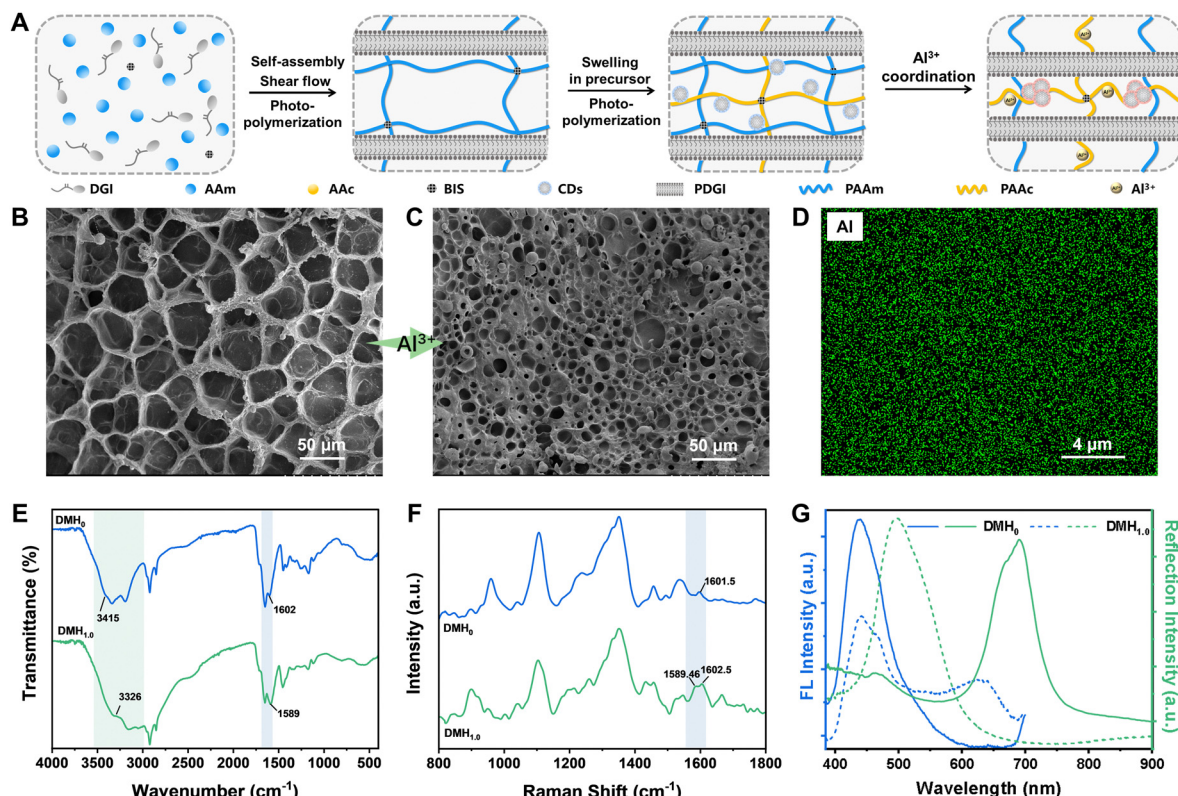 A
Self-assembly
Shear flow
Photo-
polymerization
Swelling
in precursor
Photo-
polymerization
Al³⁺
coordination
Al³⁺
Al³⁺
Al³⁺
Al³⁺
DGI AAm AAc BIS CDs PDGI PAAm PAAc Al³⁺
B
50 μm
Al³⁺
C
50 μm
D
Al
4 μm
E
Transmittance (%)
DMH₀
3415
1602
DMH₁.₀
3326
1589
4000 3500 3000 2500 2000 1500 1000 500
Wavenumber (cm⁻¹)
F
Intensity (a.u.)
DMH₀
1601.5
1589.46
1602.5
DMH₁.₀
800 1000 1200 1400 1600 1800
Raman Shift (cm⁻¹)
G
FL Intensity (a.u.)
DMH₀ DMH₁.₀
Reflection Intensity (a.u.)
400 500 600 700 800 900
Wavelength (nm)